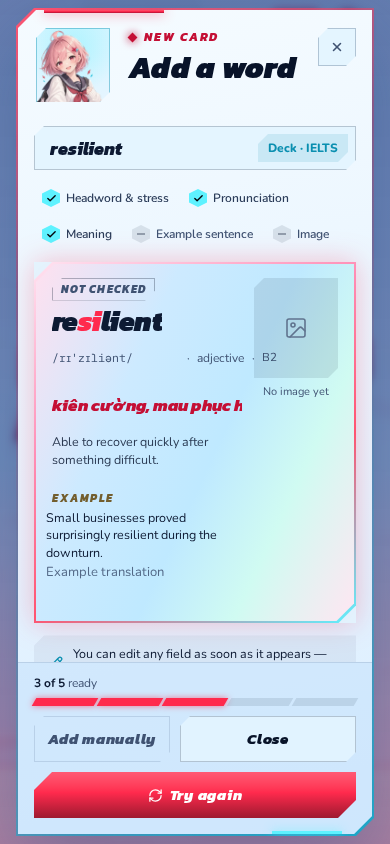 NEW CARD
Add a word
resilient
Deck · IELTS
Headword & stress
Pronunciation
Meaning
Example sentence
Image
NOT CHECKED
resilient
/rɪˈzɪliənt/ · adjective · B2
No image yet
kiên cường, mau phục h
Able to recover quickly after
something difficult.
EXAMPLE
Small businesses proved
surprisingly resilient during the
downturn.
Example translation
You can edit any field as soon as it appears —
3 of 5 ready
Add manually
Close
Try again